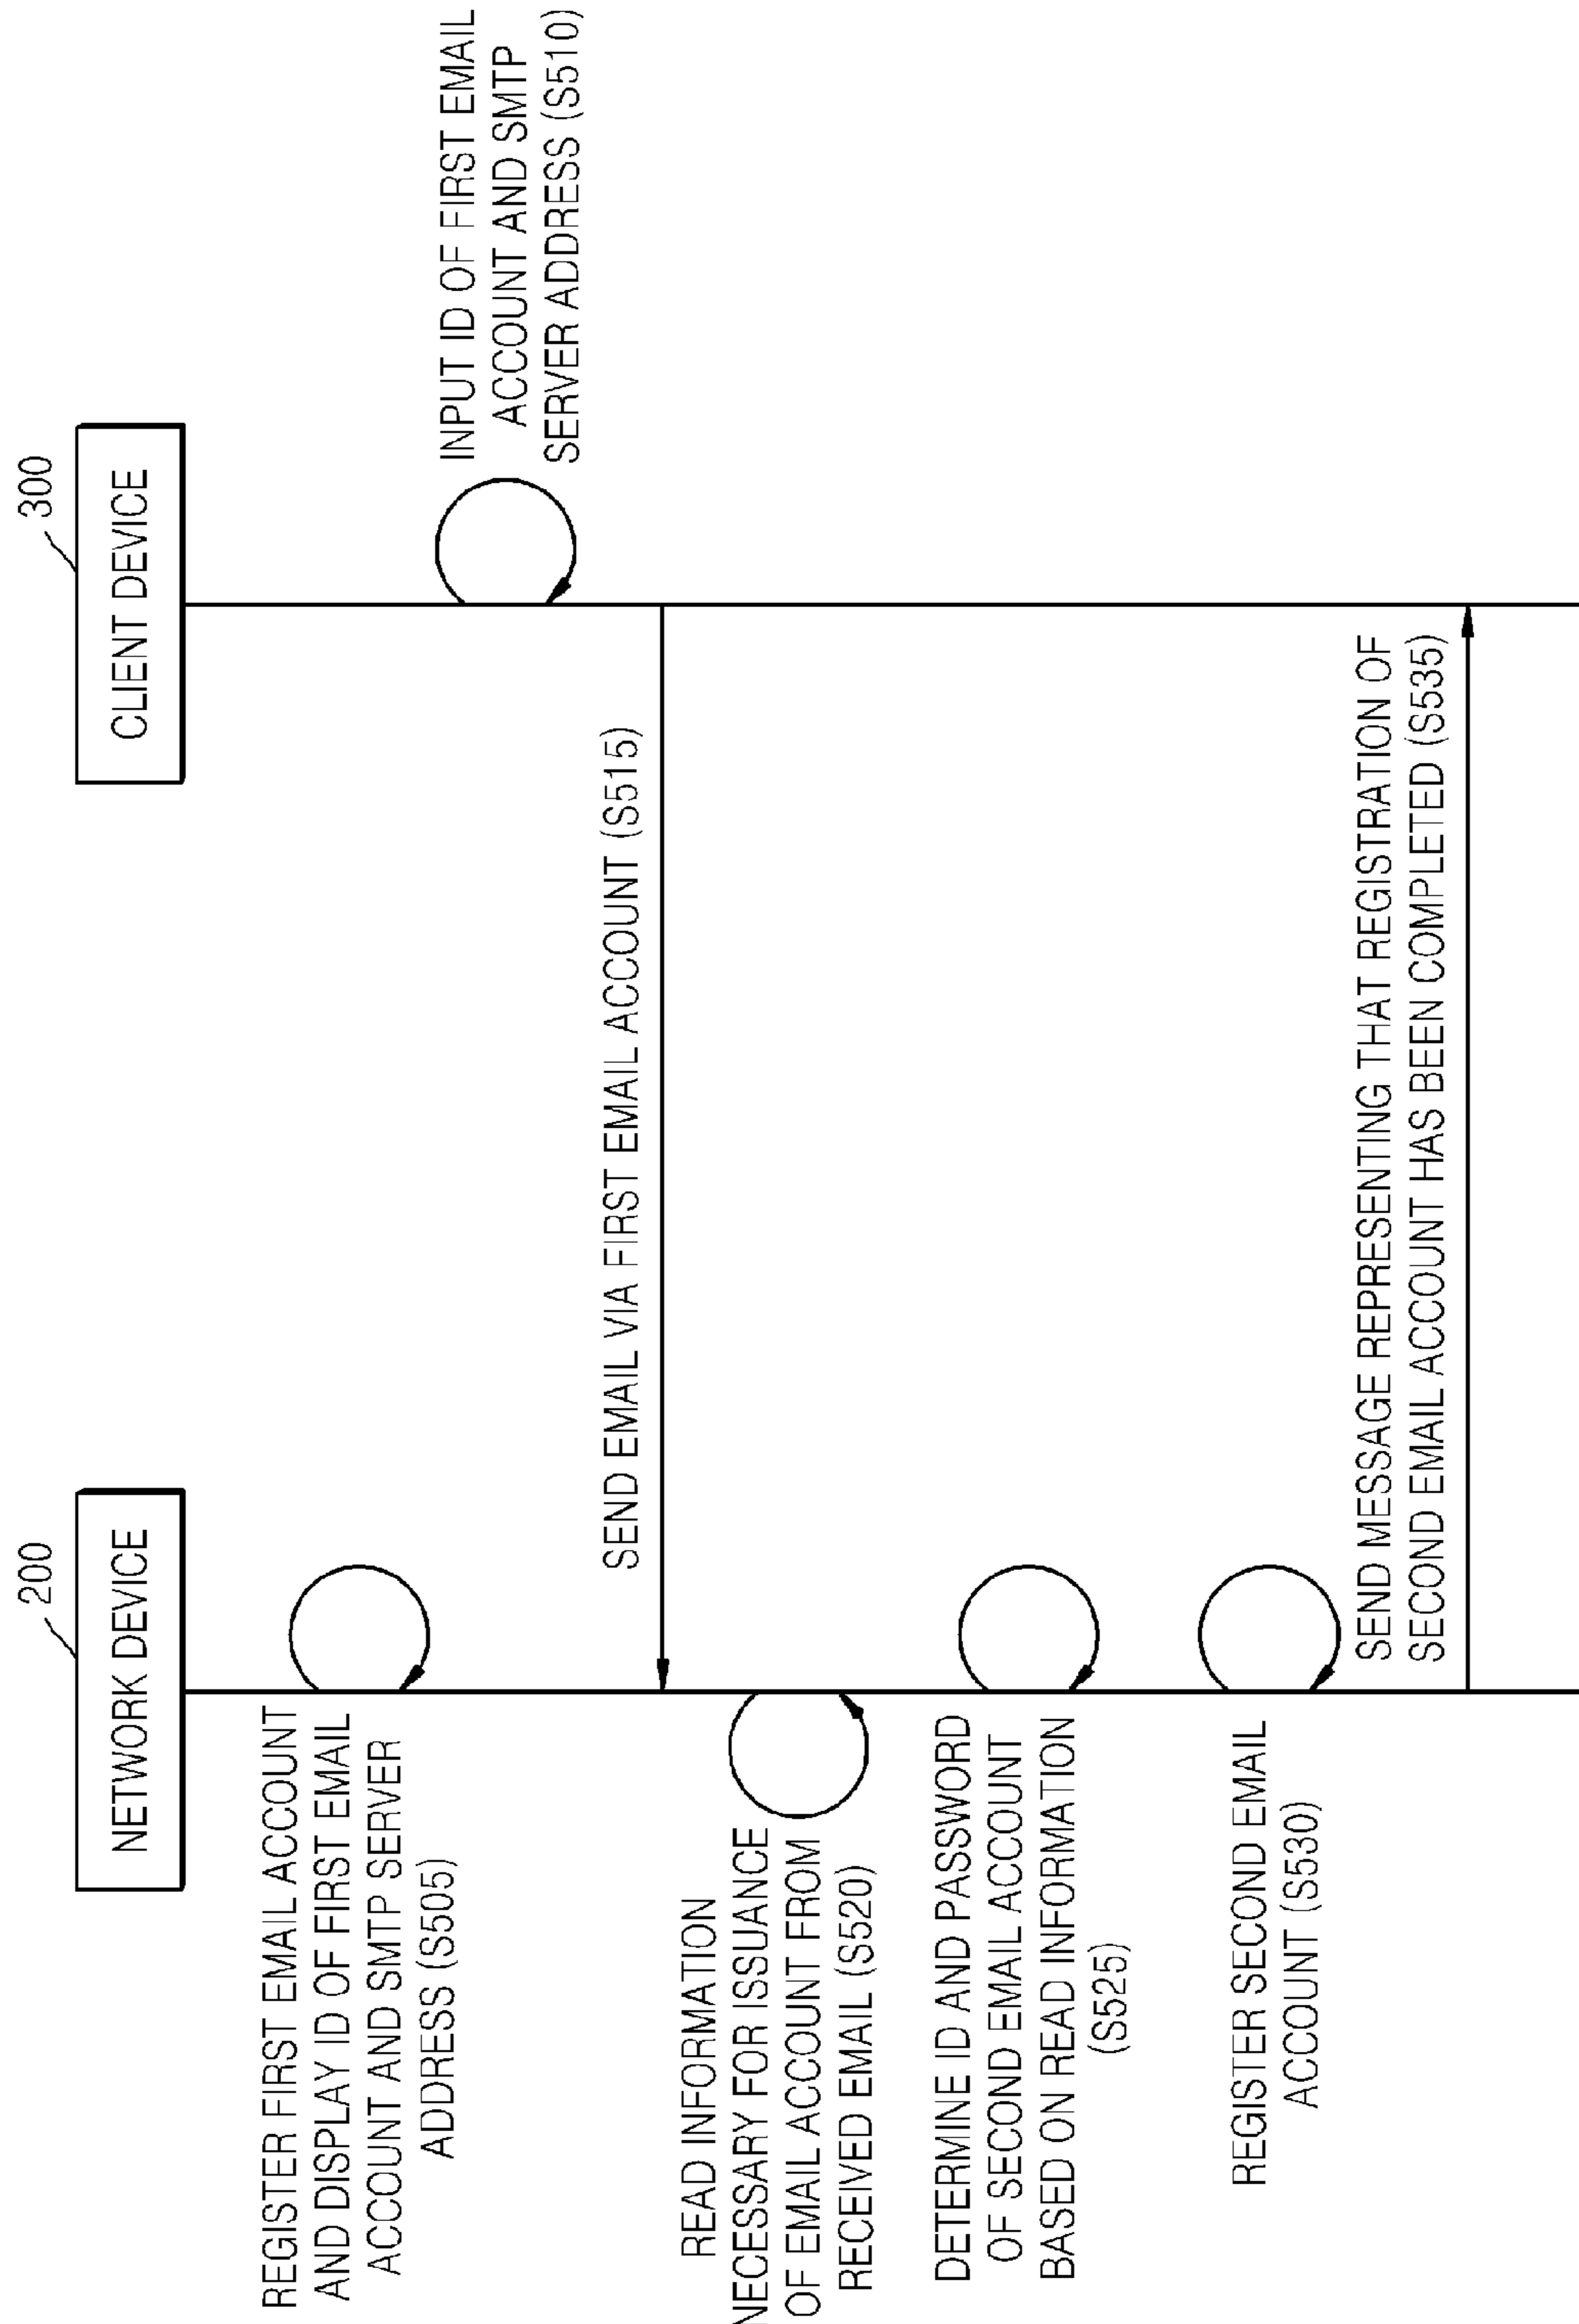 200
NETWORK DEVICE
300
CLIENT DEVICE
REGISTER FIRST EMAIL ACCOUNT
AND DISPLAY ID OF FIRST EMAIL
ACCOUNT AND SMTP SERVER
ADDRESS (S505)
INPUT ID OF FIRST EMAIL
ACCOUNT AND SMTP
SERVER ADDRESS (S510)
SEND EMAIL VIA FIRST EMAIL ACCOUNT (S515)
READ INFORMATION
NECESSARY FOR ISSUANCE
OF EMAIL ACCOUNT FROM
RECEIVED EMAIL (S520)
DETERMINE ID AND PASSWORD
OF SECOND EMAIL ACCOUNT
BASED ON READ INFORMATION
(S525)
REGISTER SECOND EMAIL
ACCOUNT (S530)
SEND MESSAGE REPRESENTING THAT REGISTRATION OF
SECOND EMAIL ACCOUNT HAS BEEN COMPLETED (S535)